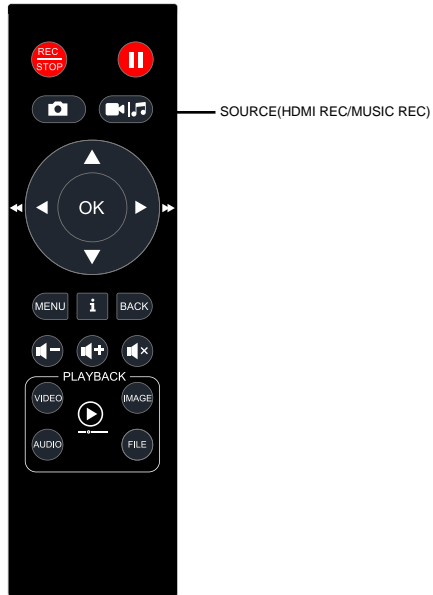 REC
STOP
SOURCE(HDMI REC/MUSIC REC)
OK
MENU i BACK
PLAYBACK
VIDEO IMAGE
AUDIO FILE